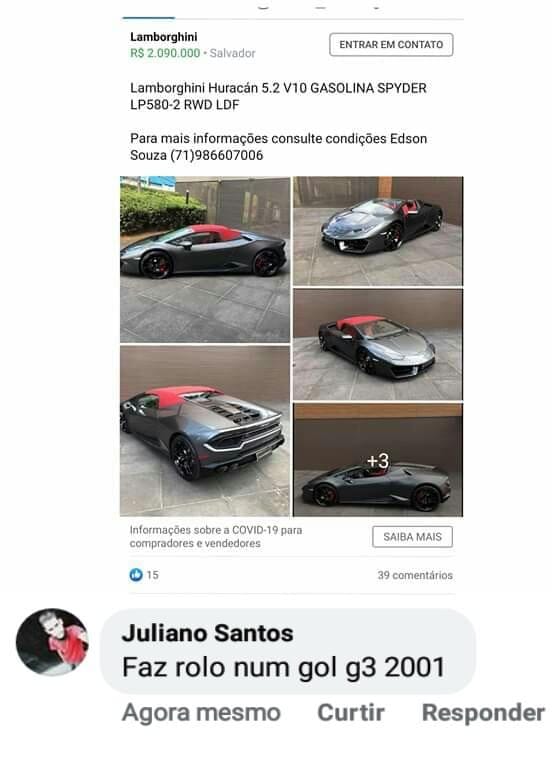 Lamborghini
R$ 2.090.000 • Salvador
ENTRAR EM CONTATO
Lamborghini Huracán 5.2 V10 GASOLINA SPYDER
LP580-2 RWD LDF
Para mais informações consulte condições Edson
Souza (71)986607006
+3
Informações sobre a COVID-19 para
compradores e vendedores
SAIBA MAIS
15
39 comentários
Juliano Santos
Faz rolo num gol g3 2001
Agora mesmo Curtir Responder